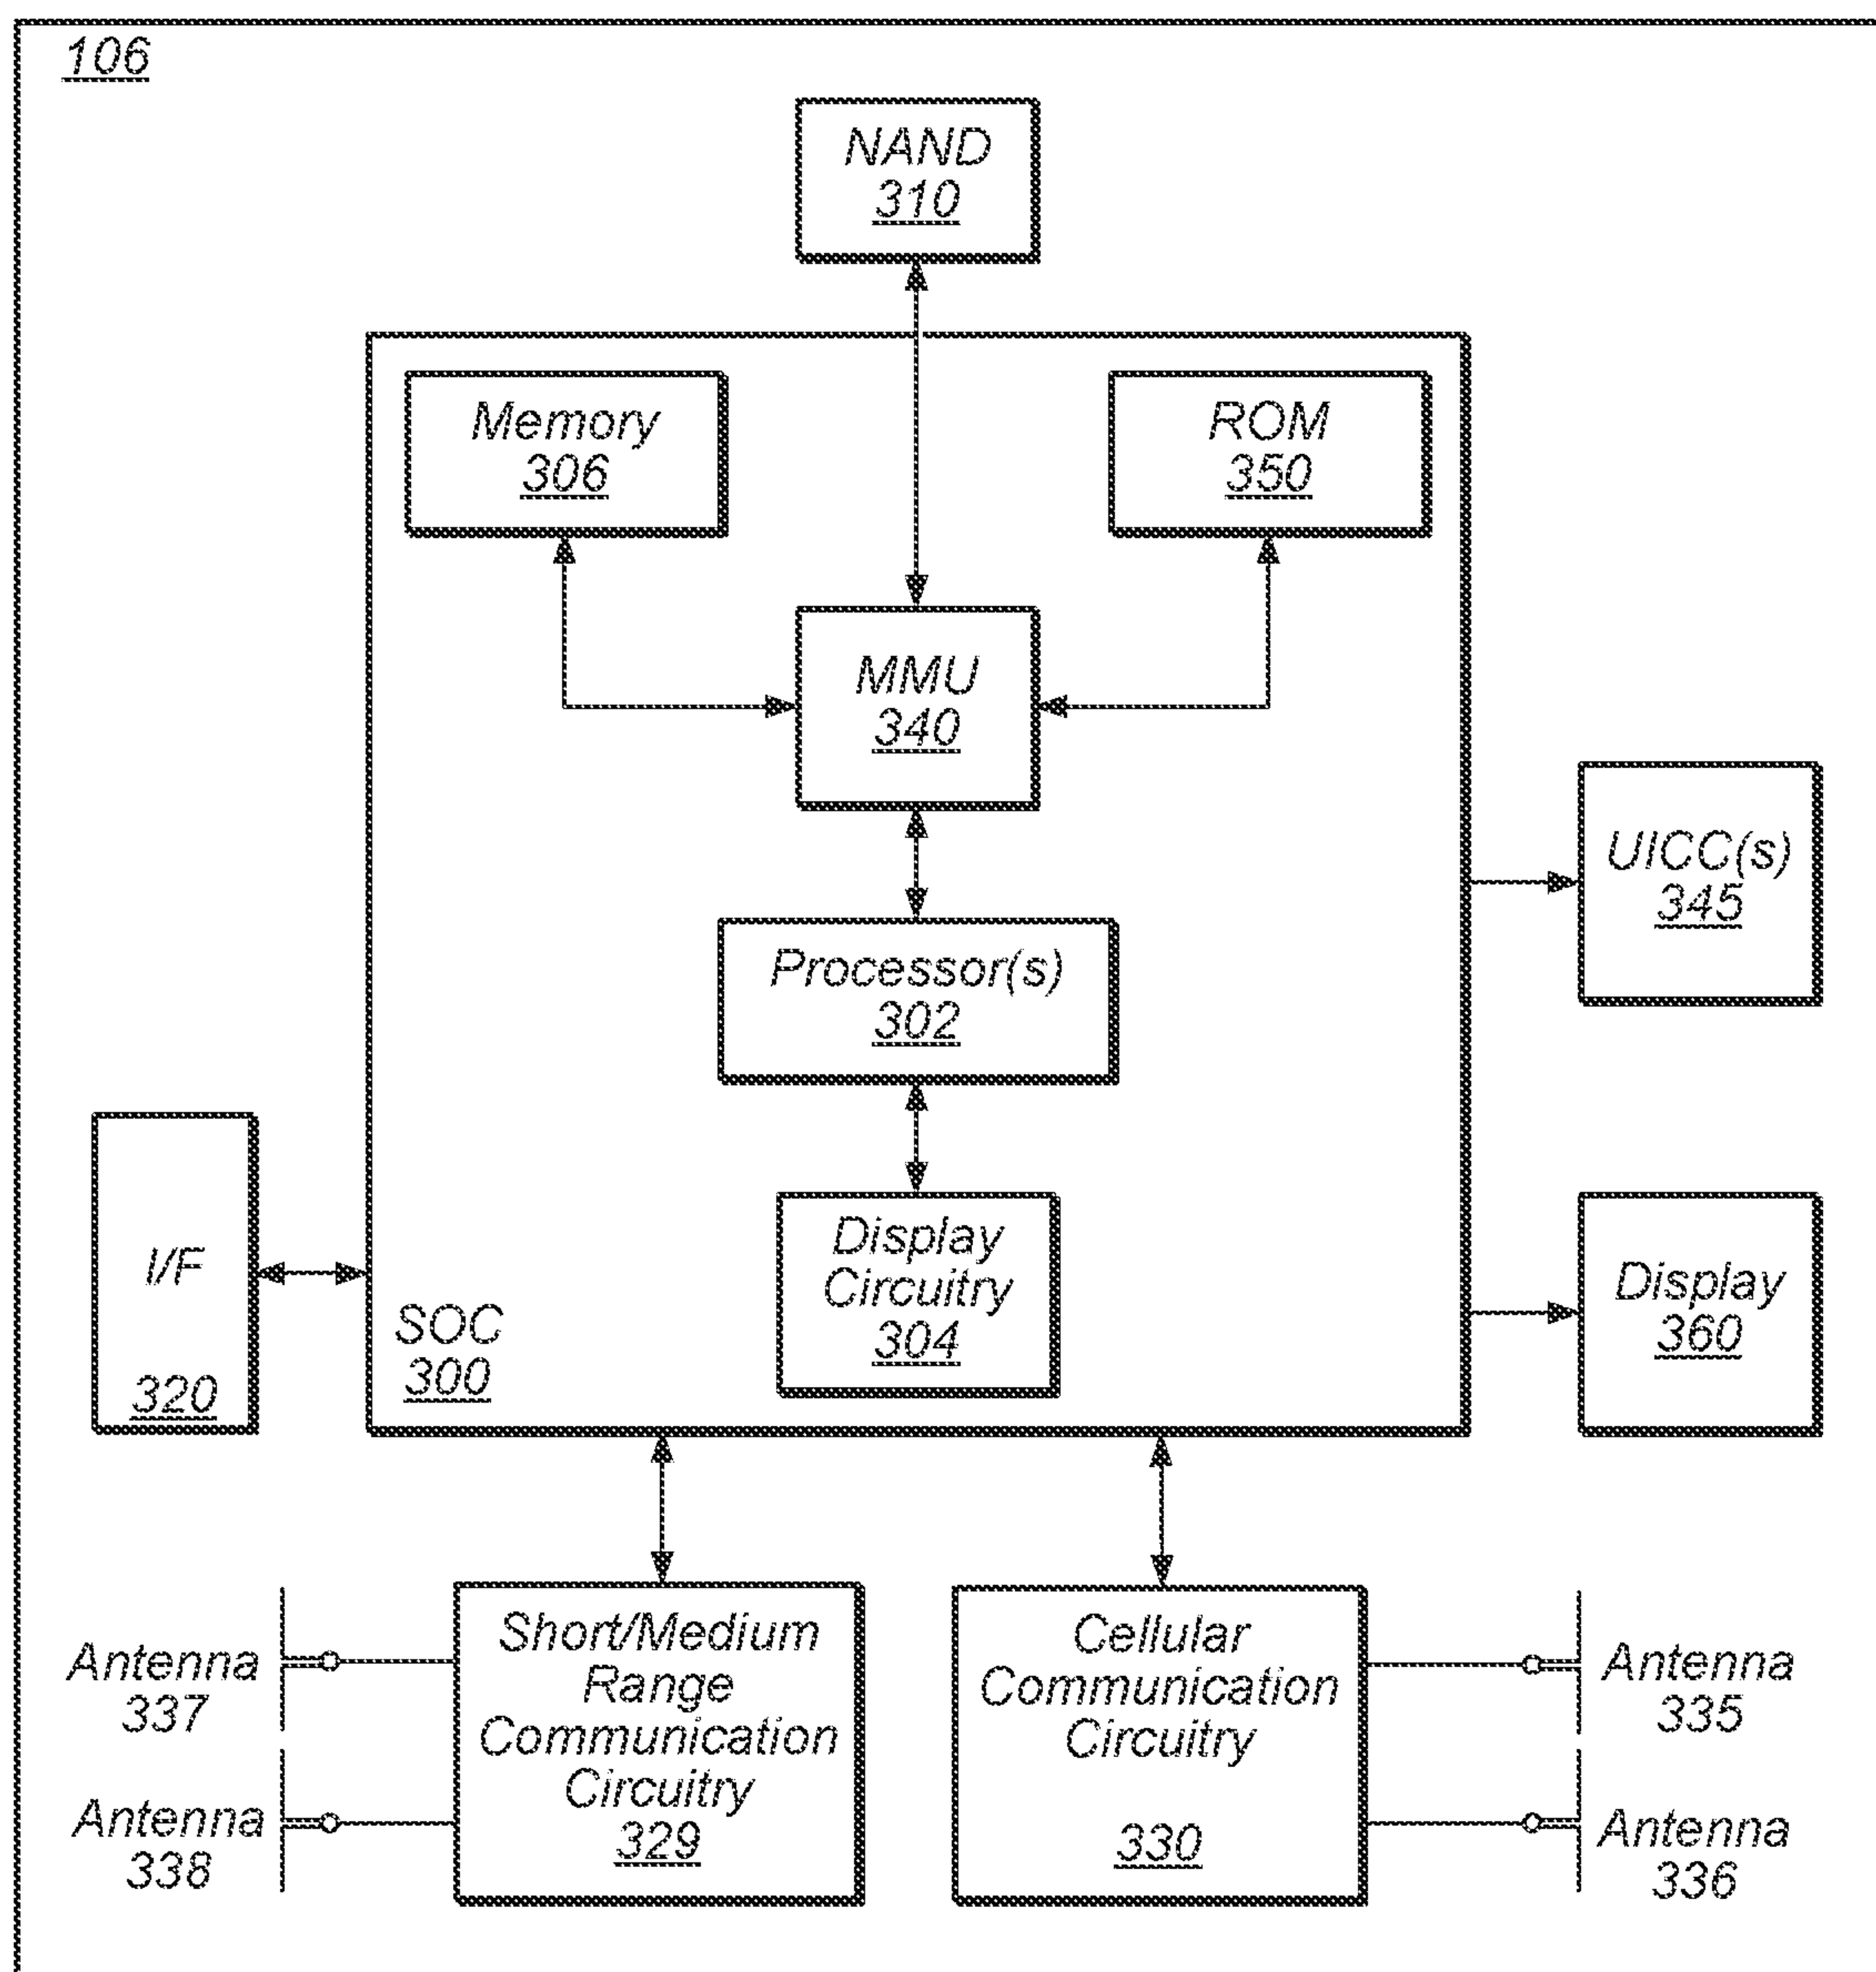 106
NAND
310
Memory
306
ROM
350
MMU
340
UICC(s)
345
Processor(s)
302
I/F
320
Display
Circuitry
304
SOC
300
Display
360
Short/Medium
Range
Communication
Circuitry
329
Cellular
Communication
Circuitry
330
Antenna
337
Antenna
338
Antenna
335
Antenna
336